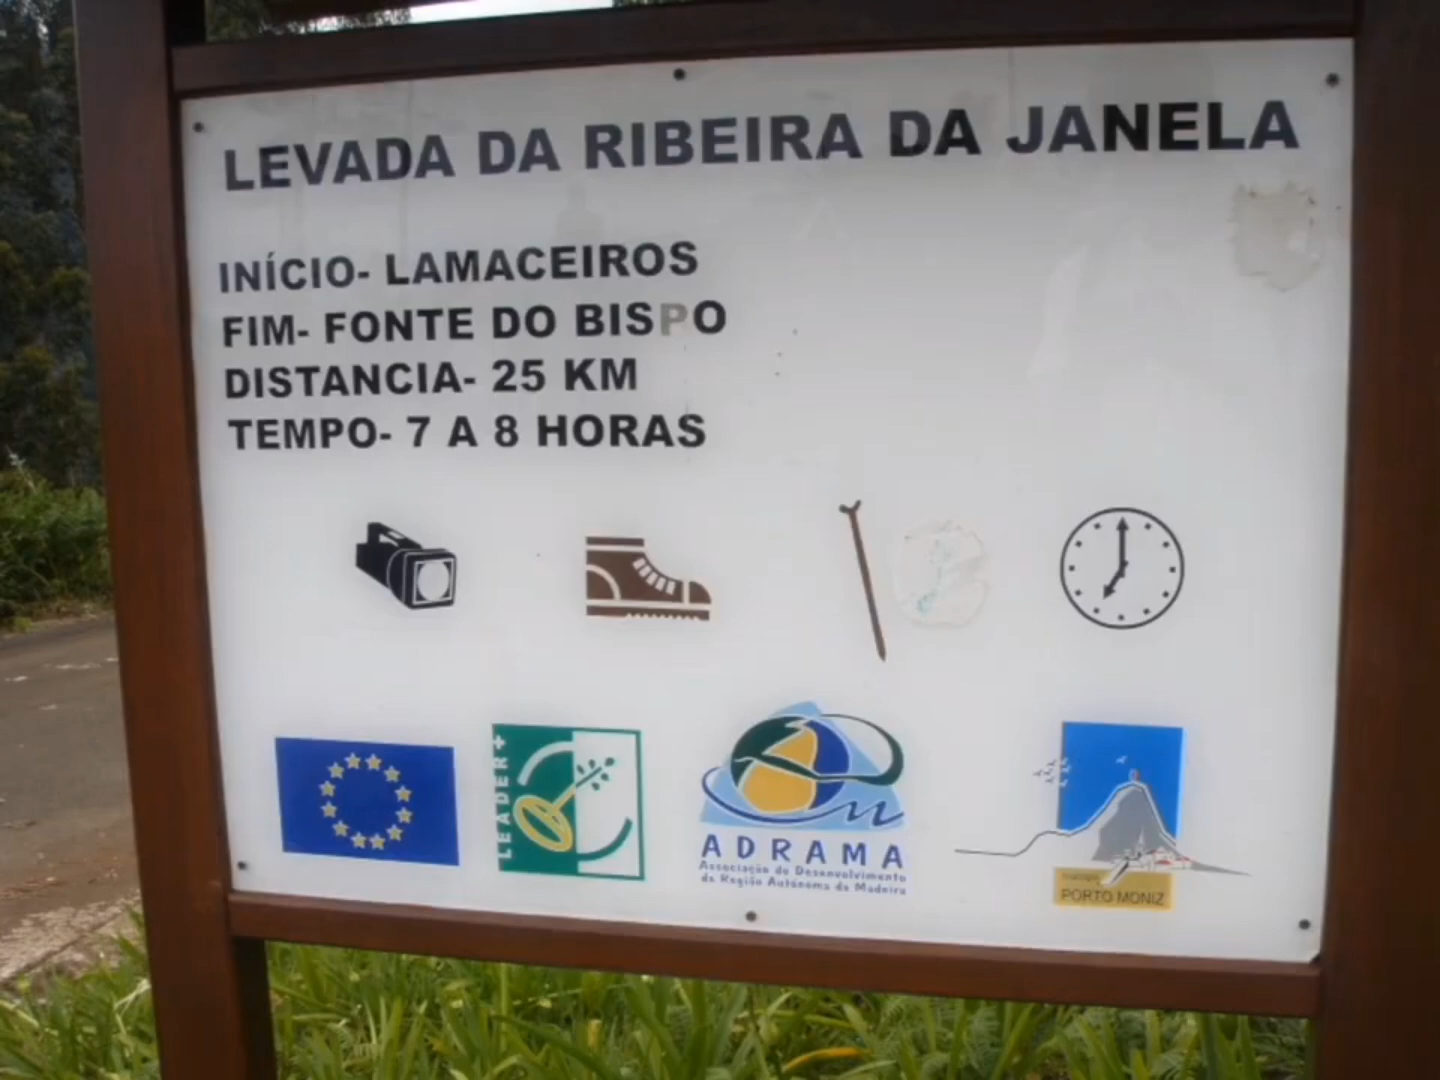 LEVADA DA RIBEIRA DA JANELA
INÍCIO- LAMACEIROS
FIM- FONTE DO BISPO
DISTANCIA- 25 KM
TEMPO- 7 A 8 HORAS
LEADER+
ADRAMA
Associação de Desenvolvimento
da Região Autónoma da Madeira
PORTO MONIZ